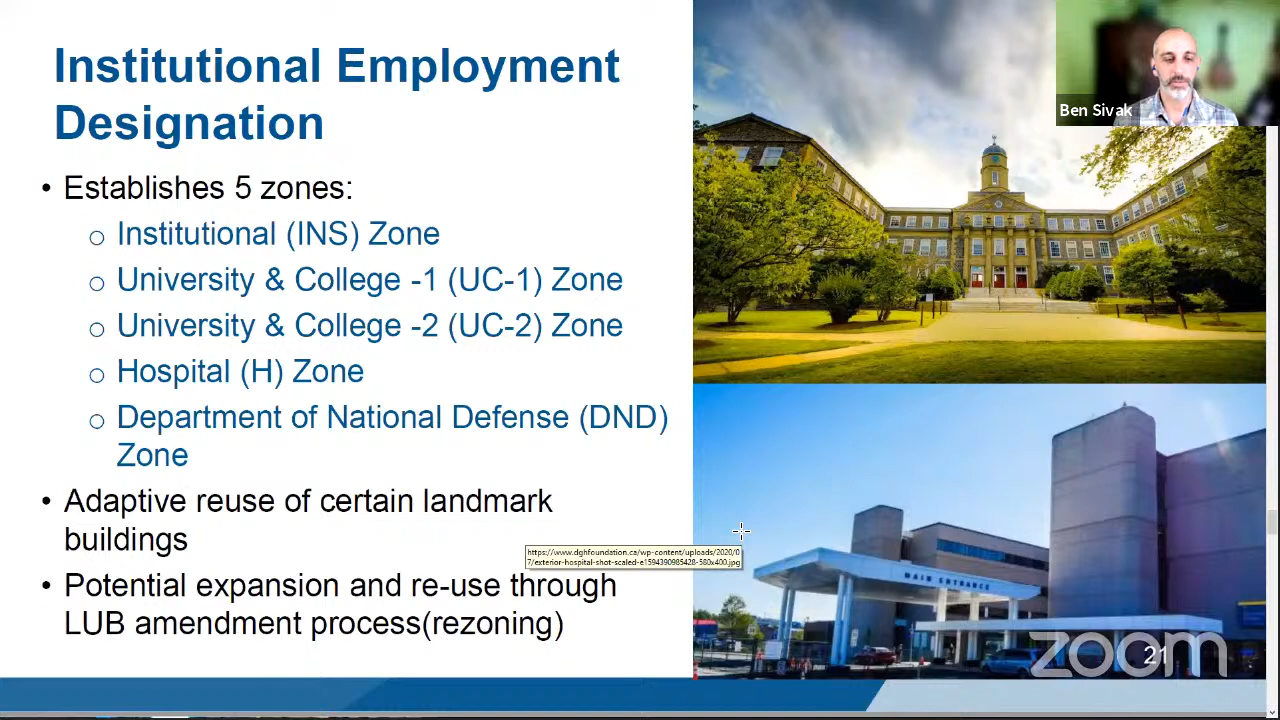 Institutional Employment
Designation
• Establishes 5 zones:
o Institutional (INS) Zone
o University & College -1 (UC-1) Zone
o University & College -2 (UC-2) Zone
o Hospital (H) Zone
o Department of National Defense (DND)
Zone
• Adaptive reuse of certain landmark
buildings
• Potential expansion and re-use through
LUB amendment process(rezoning)
https://www.dghfoundation.ca/wp-content/uploads/2020/0
7/exterior-hospital-shot-scaled-e1594390985428-580x400.jpg
Ben Sivak
MAIN ENTRANCE
zoom
21